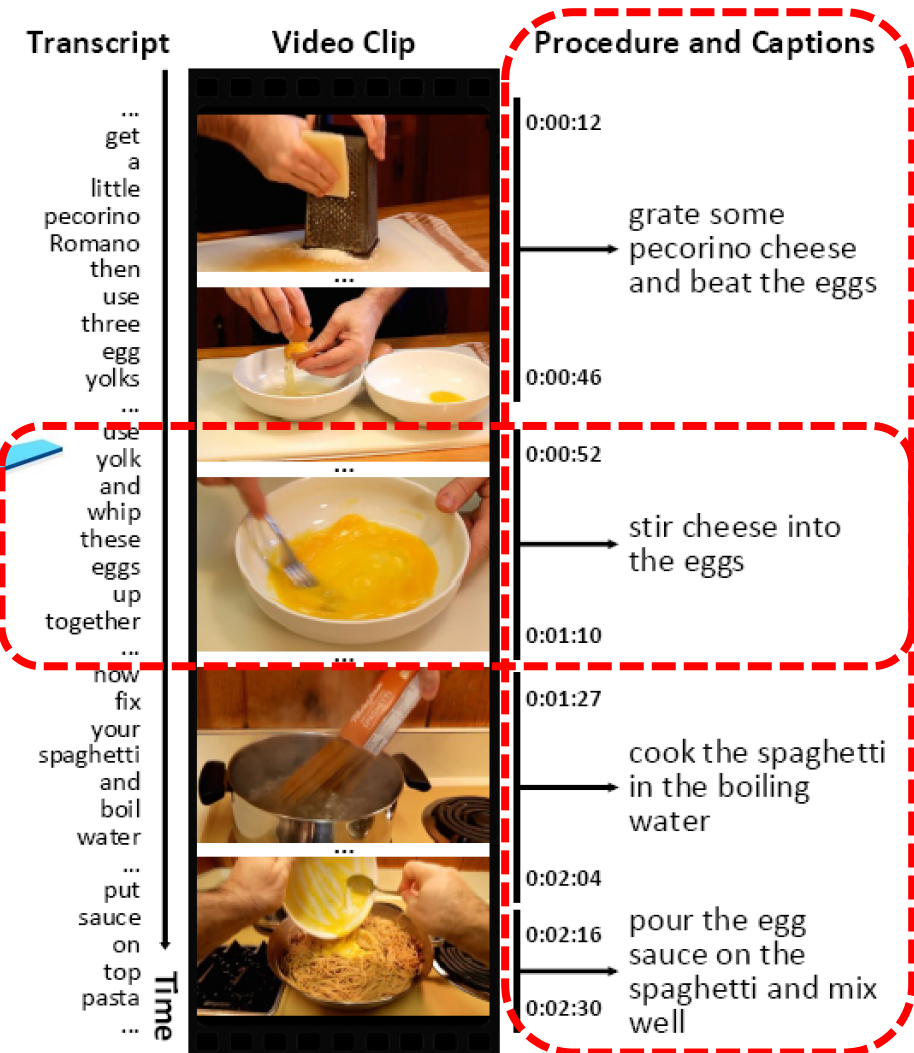 Transcript
Video Clip
Procedure and Captions
...
get
a
little
pecorino
Romano
then
use
three
egg
yolks
...
use
yolk
and
whip
these
eggs
up
together
...
now
fix
your
spaghetti
and
boil
water
...
put
sauce
on
top
pasta
...
Time
...
...
...
...
0:00:12
grate some
pecorino cheese
and beat the eggs
0:00:46
0:00:52
stir cheese into
the eggs
0:01:10
0:01:27
cook the spaghetti
in the boiling
water
0:02:04
0:02:16
pour the egg
sauce on the
spaghetti and mix
well
0:02:30